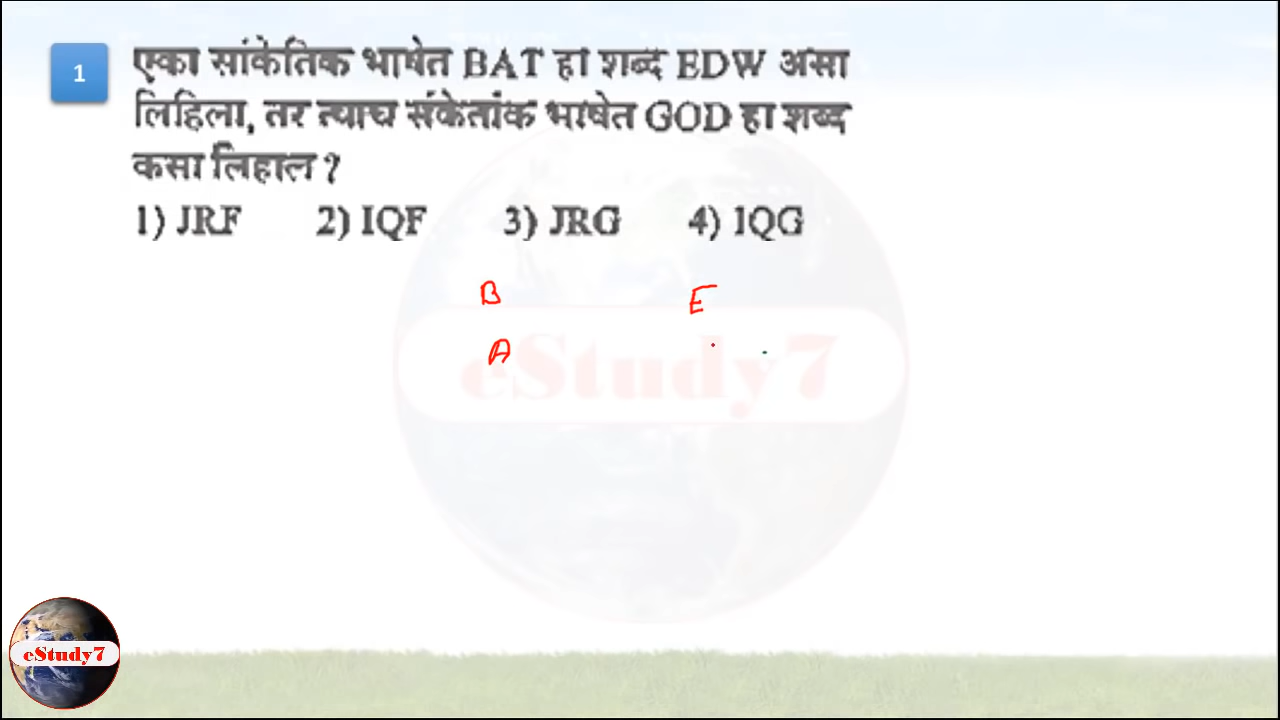 1
एका सांकेतिक भाषेत BAT हा शब्द EDW असा
लिहिला, तर त्याच संकेतांक भाषेत GOD हा शब्द
कसा लिहाल ?
1) JRF 2) IQF 3) JRG 4) IQG
B E
A
eStudy7
eStudy7